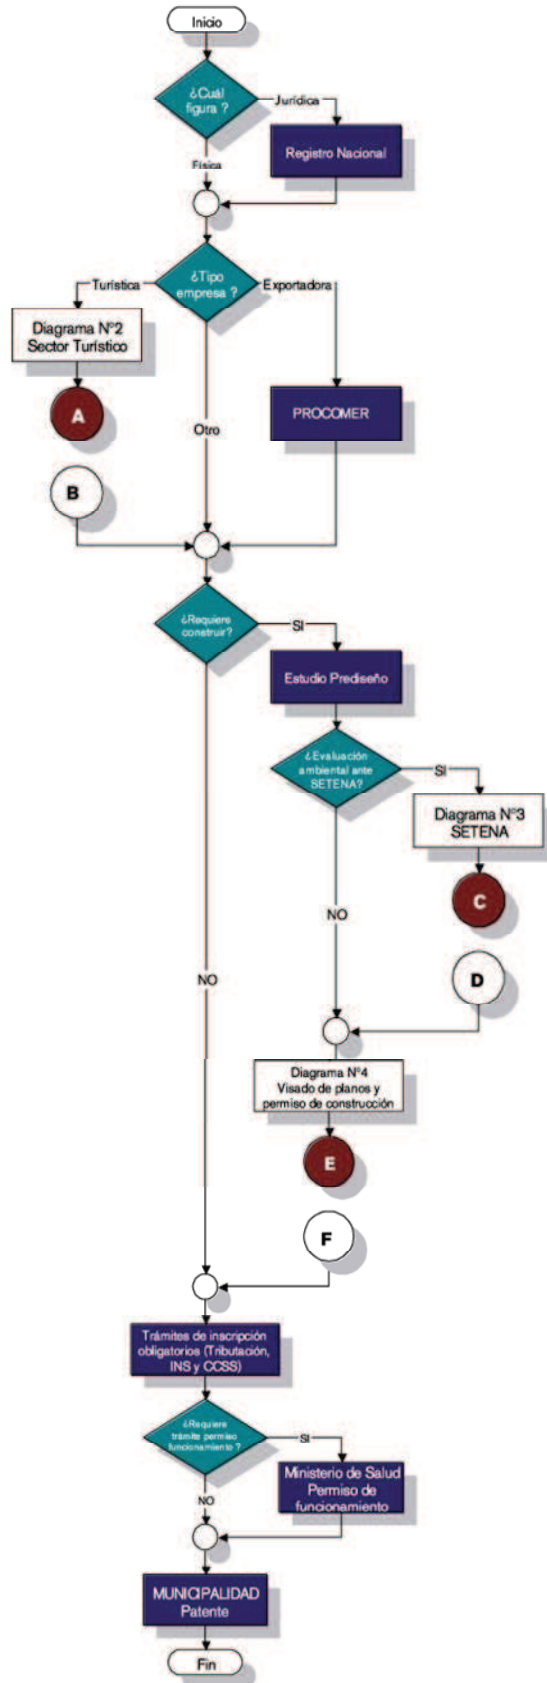 Inicio
¿Cuál
figura ?
Jurídica
Registro Nacional
Física
¿Tipo
empresa ?
Turística
Exportadora
Diagrama N°2
Sector Turístico
A
PROCOMER
Otro
B
¿Requiere
construir?
SI
Estudio Prediseño
¿Evaluación
ambiental ante
SETENA?
SI
Diagrama N°3
SETENA
C
NO
D
NO
Diagrama N°4
Visado de planos y
permiso de construcción
E
F
Trámites de inscripción
obligatorios (Tributación,
INS y CCSS)
¿Requiere
trámite permiso
funcionamiento ?
SI
Ministerio de Salud
Permiso de
funcionamiento
NO
MUNICIPALIDAD
Patente
Fin